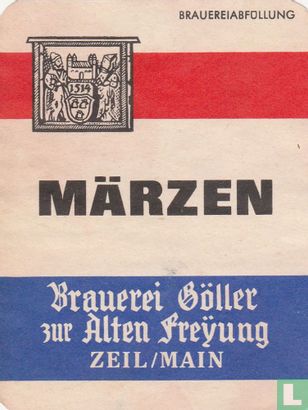 BRAUEREIABFÜLLUNG
1514
MÄRZEN
Brauerei Göller
zur Alten Freÿung
ZEIL/MAIN
L